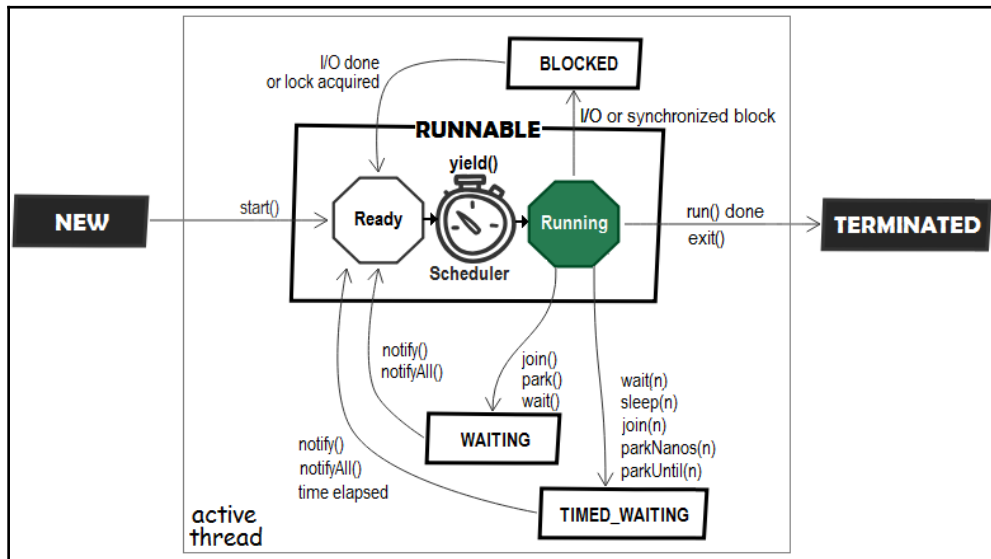 BLOCKED
I/O done
or lock acquired
I/O or synchronized block
RUNNABLE
yield()
NEW
start()
Ready
Running
run() done
exit()
TERMINATED
Scheduler
notify()
notifyAll()
join()
park()
wait()
wait(n)
sleep(n)
join(n)
parkNanos(n)
parkUntil(n)
WAITING
notify()
notifyAll()
time elapsed
TIMED_WAITING
active
thread